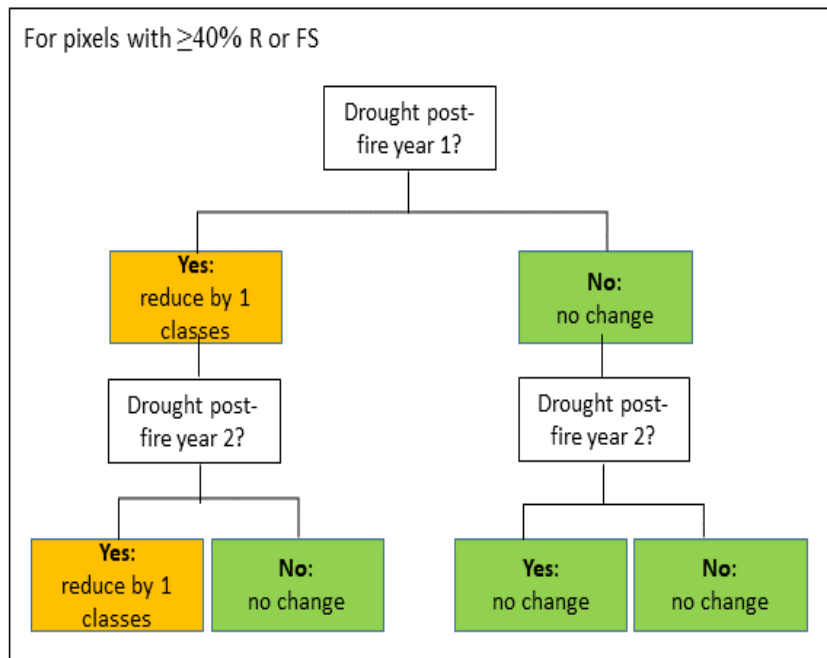 For pixels with ≥40% R or FS
Drought post-
fire year 1?
Yes:
reduce by 1
classes
No:
no change
Drought post-
fire year 2?
Drought post-
fire year 2?
Yes:
reduce by 1
classes
No:
no change
Yes:
no change
No:
no change